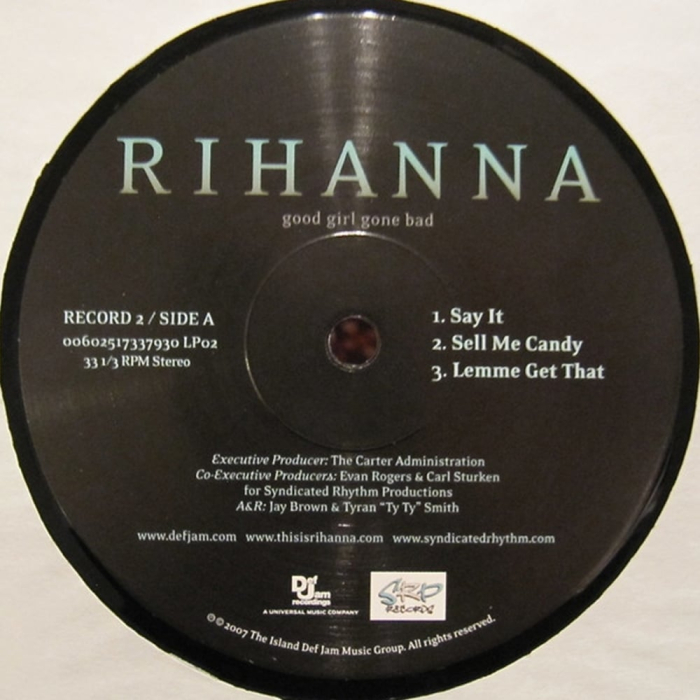 RIHANNA
good girl gone bad
RECORD 2 / SIDE A
00602517337930 LP02
33 1/3 RPM Stereo
1. Say It
2. Sell Me Candy
3. Lemme Get That
Executive Producer: The Carter Administration
Co-Executive Producers: Evan Rogers & Carl Sturken
for Syndicated Rhythm Productions
A&R: Jay Brown & Tyran "Ty Ty" Smith
www.defjam.com www.thisisrihanna.com www.syndicatedrhythm.com
Def Jam
recordings
A UNIVERSAL MUSIC COMPANY
SRP
RECORDS
℗©2007 The Island Def Jam Music Group. All rights reserved.